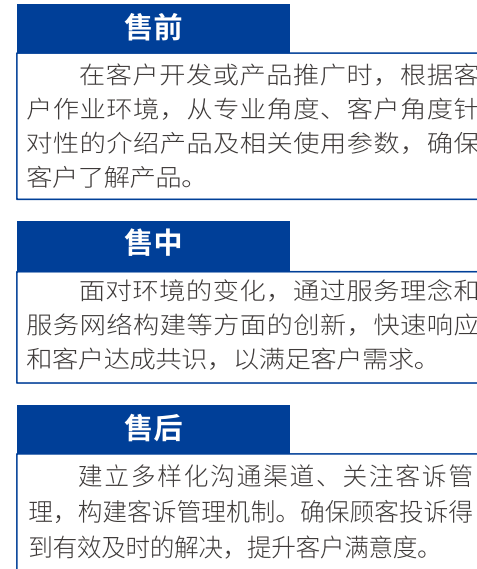 售前
在客户开发或产品推广时，根据客
户作业环境，从专业角度、客户角度针
对性的介绍产品及相关使用参数，确保
客户了解产品。
售中
面对环境的变化，通过服务理念和
服务网络构建等方面的创新，快速响应
和客户达成共识，以满足客户需求。
售后
建立多样化沟通渠道、关注客诉管
理，构建客诉管理机制。确保顾客投诉得
到有效及时的解决，提升客户满意度。